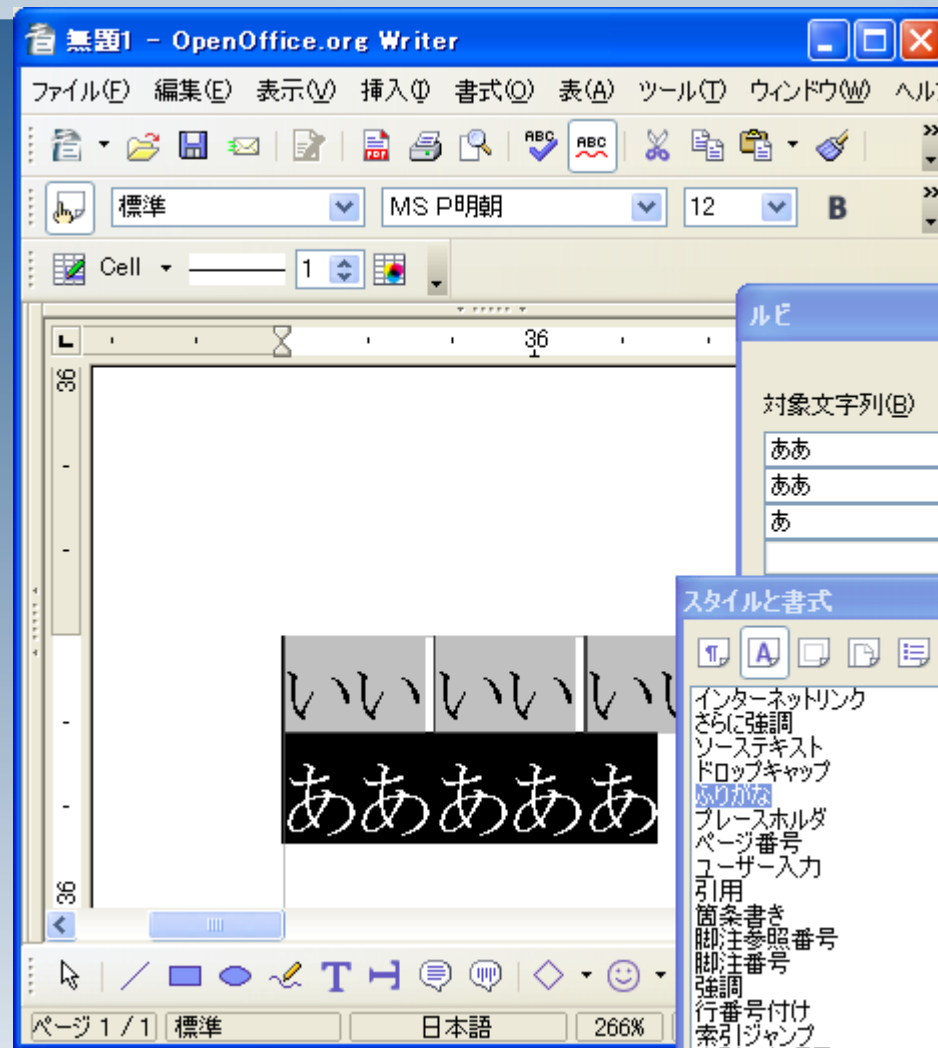 無題1 - OpenOffice.org Writer
ファイル(F) 編集(E) 表示(V) 挿入(I) 書式(O) 表(A) ツール(T) ウィンドウ(W)
PDF ABC ABC
標準 MS P明朝 12 B
Cell 1
36
36
ルビ
対象文字列(B)
ああ
ああ
あ
スタイルと書式
いい いい い
あああああ
インターネットリンク
さらに強調
ソーステキスト
ドロップキャップ
ふりがな
プレースホルダ
ページ番号
ユーザー入力
引用
箇条書き
脚注参照番号
脚注番号
強調
行番号付け
索引ジャンプ
36
ページ 1 / 1 標準 日本語 266%